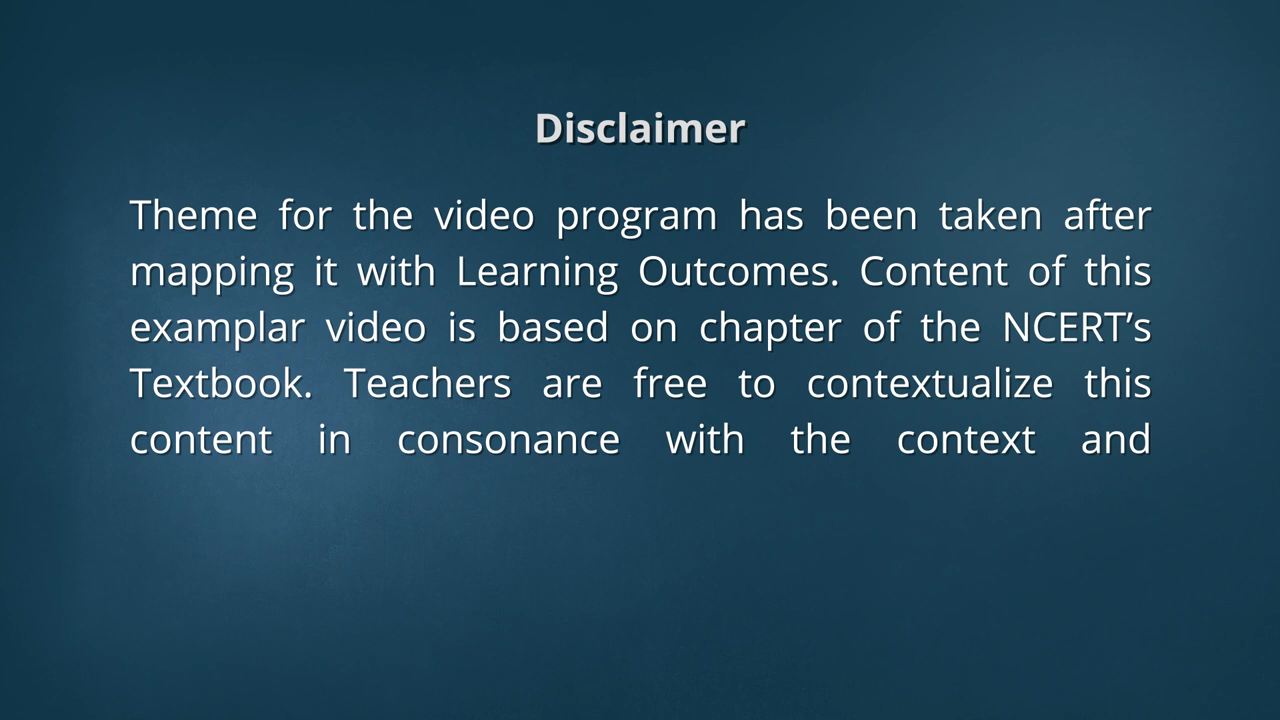 Disclaimer
Theme for the video program has been taken after
mapping it with Learning Outcomes. Content of this
examplar video is based on chapter of the NCERT’s
Textbook. Teachers are free to contextualize this
content in consonance with the context and